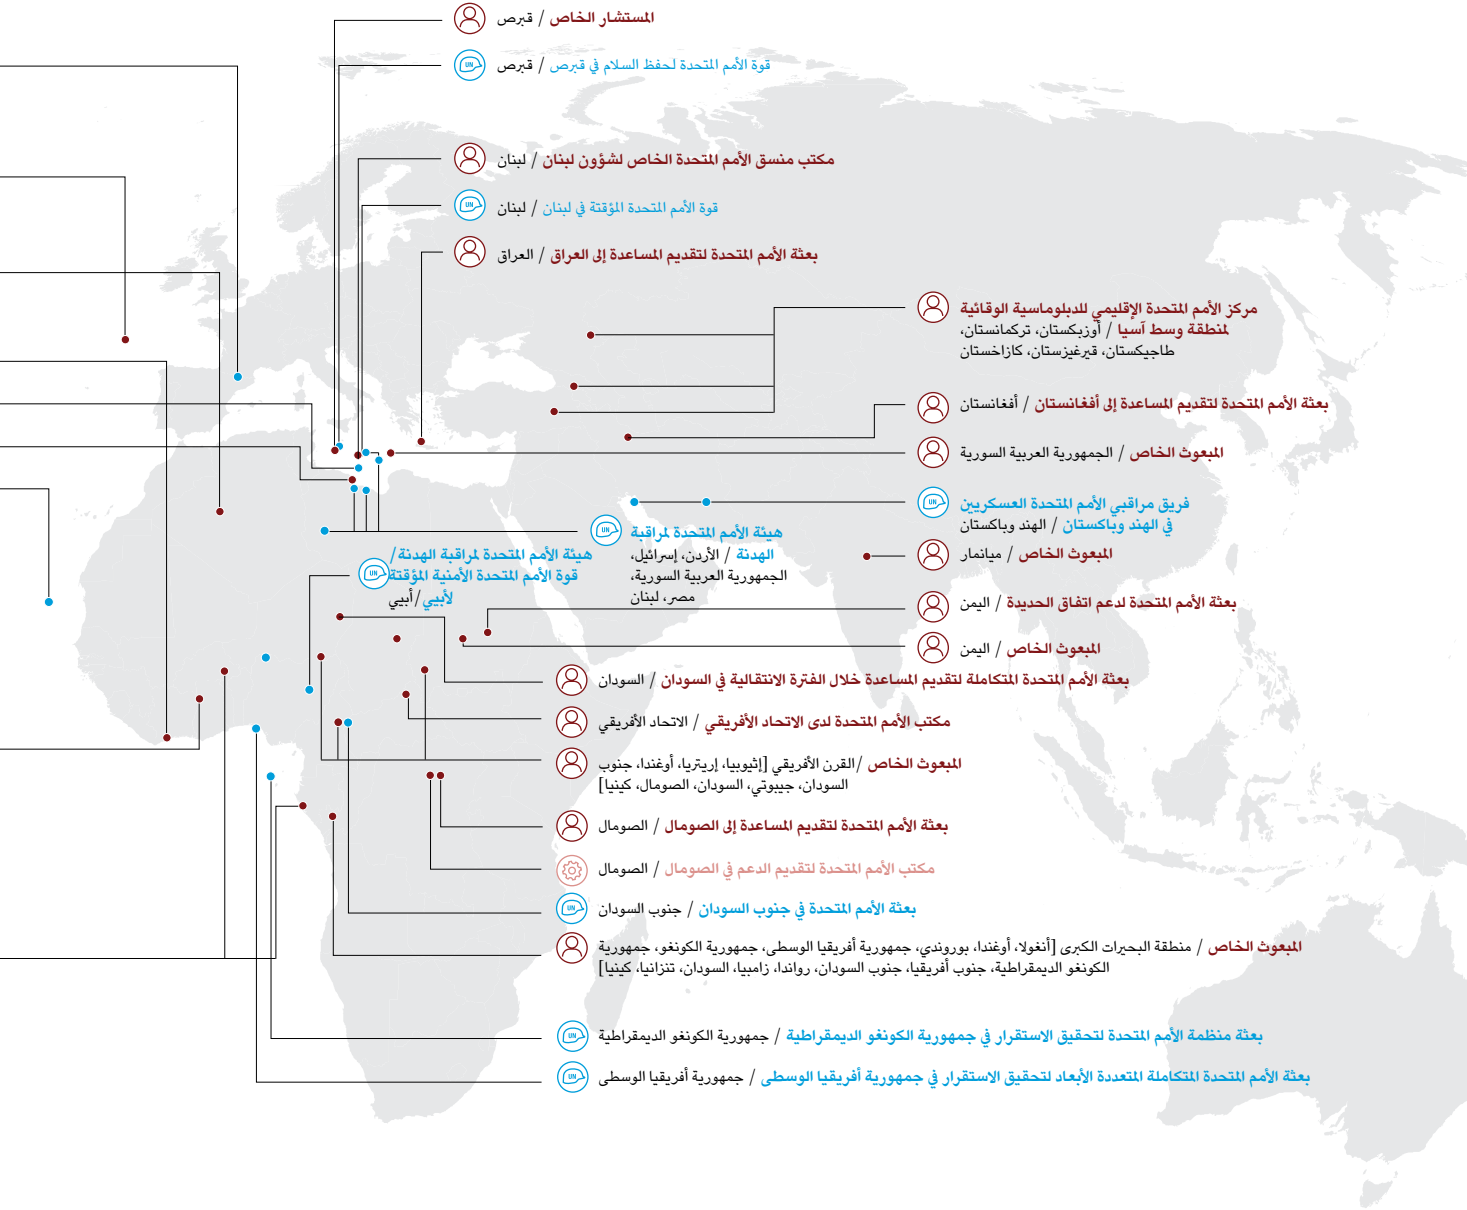 المستشار الخاص / قبرص
قوة الأمم المتحدة لحفظ السلام في قبرص / قبرص
مكتب منسق الأمم المتحدة الخاص لشؤون لبنان / لبنان
قوة الأمم المتحدة المؤقتة في لبنان / لبنان
بعثة الأمم المتحدة لتقديم المساعدة إلى العراق / العراق
مركز الأمم المتحدة الإقليمي للدبلوماسية الوقائية
لمنطقة وسط آسيا / أوزبكستان، تركمانستان،
طاجيكستان، قيرغيزستان، كازاخستان
بعثة الأمم المتحدة لتقديم المساعدة إلى أفغانستان / أفغانستان
المبعوث الخاص / الجمهورية العربية السورية
فريق مراقبي الأمم المتحدة العسكريين
في الهند وباكستان / الهند وباكستان
هيئة الأمم المتحدة لمراقبة
الهدنة / الأردن، إسرائيل،
الجمهورية العربية السورية،
مصر، لبنان
هيئة الأمم المتحدة لمراقبة الهدنة/
قوة الأمم المتحدة الأمنية المؤقتة
لأبيي/أبيي
المبعوث الخاص / ميانمار
بعثة الأمم المتحدة لدعم اتفاق الحديدة / اليمن
المبعوث الخاص / اليمن
بعثة الأمم المتحدة المتكاملة لتقديم المساعدة خلال الفترة الانتقالية في السودان / السودان
مكتب الأمم المتحدة لدى الاتحاد الأفريقي / الاتحاد الأفريقي
المبعوث الخاص /القرن الأفريقي [إثيوبيا، إريتريا، أوغندا، جنوب
السودان، جيبوتي، السودان، الصومال، كينيا]
بعثة الأمم المتحدة لتقديم المساعدة إلى الصومال / الصومال
مكتب الأمم المتحدة لتقديم الدعم في الصومال / الصومال
بعثة الأمم المتحدة في جنوب السودان / جنوب السودان
المبعوث الخاص / منطقة البحيرات الكبرى [أنغولا، أوغندا، بوروندي، جمهورية أفريقيا الوسطى، جمهورية الكونغو، جمهورية
الكونغو الديمقراطية، جنوب أفريقيا، جنوب السودان، رواندا، زامبيا، السودان، تنزانيا، كينيا]
بعثة منظمة الأمم المتحدة لتحقيق الاستقرار في جمهورية الكونغو الديمقراطية / جمهورية الكونغو الديمقراطية
بعثة الأمم المتحدة المتكاملة المتعددة الأبعاد لتحقيق الاستقرار في جمهورية أفريقيا الوسطى / جمهورية أفريقيا الوسطى